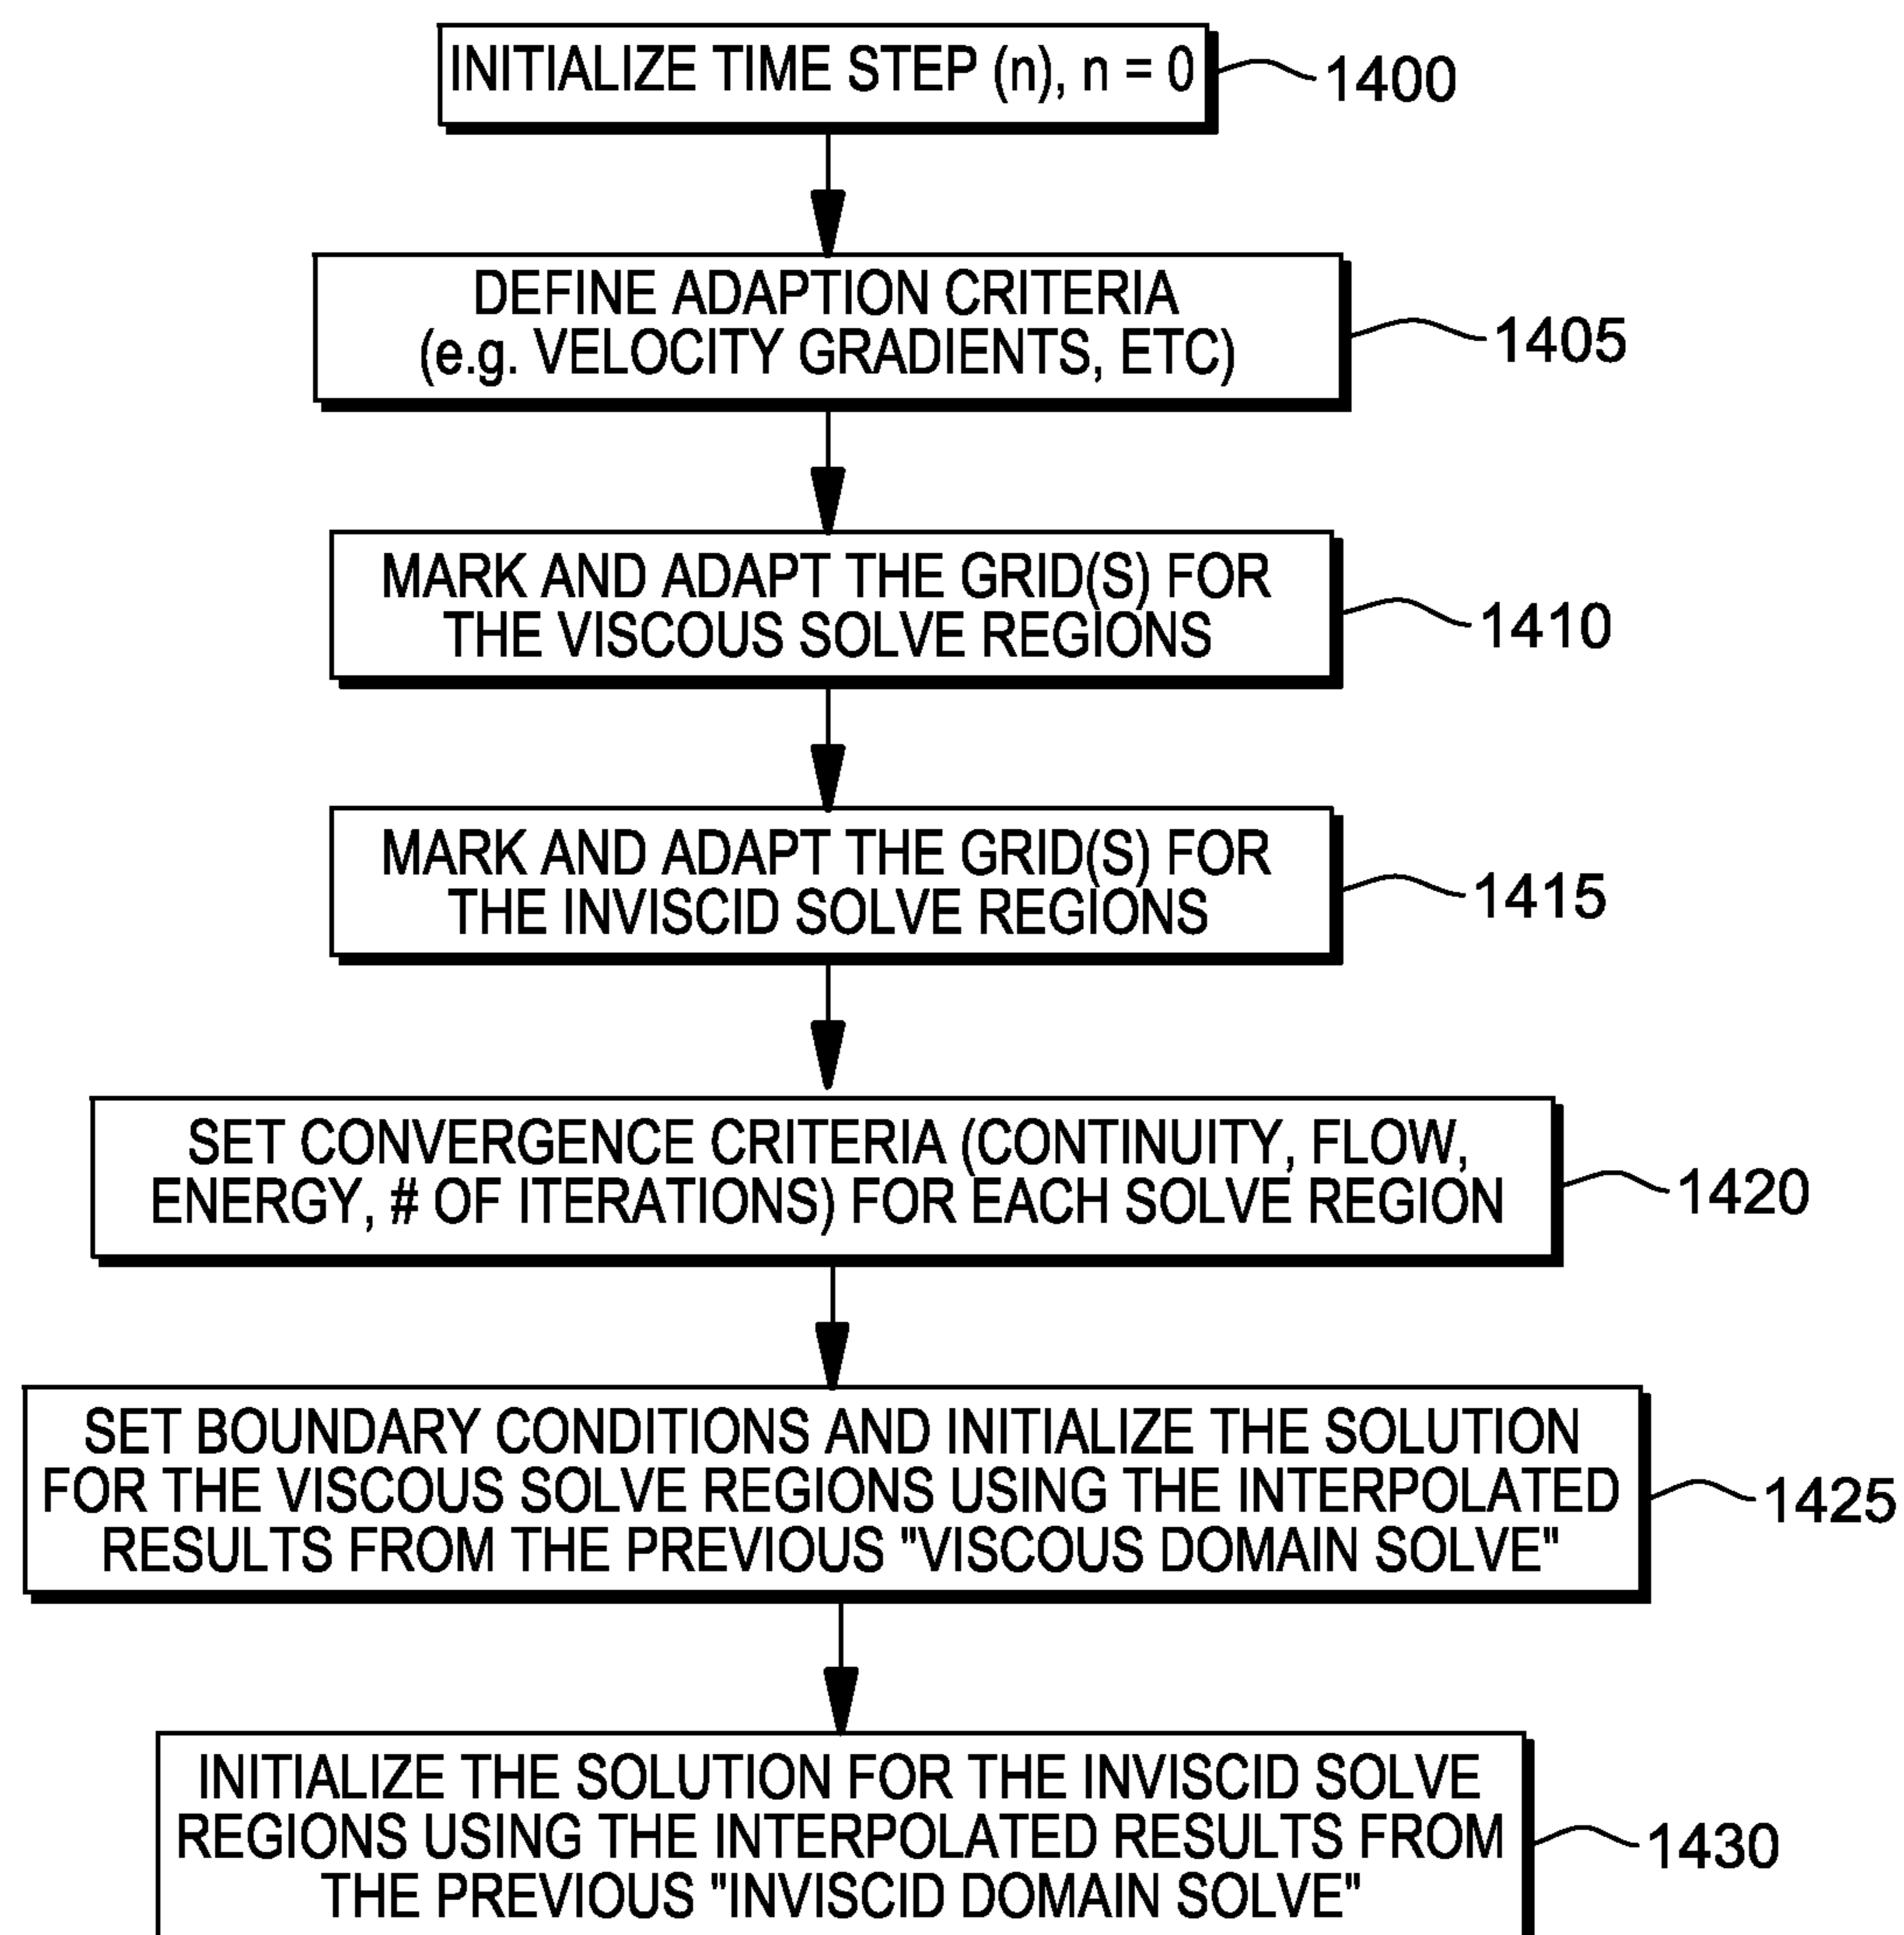 INITIALIZE TIME STEP (n), n = 0
1400
DEFINE ADAPTION CRITERIA
(e.g. VELOCITY GRADIENTS, ETC)
1405
MARK AND ADAPT THE GRID(S) FOR
THE VISCOUS SOLVE REGIONS
1410
MARK AND ADAPT THE GRID(S) FOR
THE INVISCID SOLVE REGIONS
1415
SET CONVERGENCE CRITERIA (CONTINUITY, FLOW,
ENERGY, # OF ITERATIONS) FOR EACH SOLVE REGION
1420
SET BOUNDARY CONDITIONS AND INITIALIZE THE SOLUTION
FOR THE VISCOUS SOLVE REGIONS USING THE INTERPOLATED
RESULTS FROM THE PREVIOUS "VISCOUS DOMAIN SOLVE"
1425
INITIALIZE THE SOLUTION FOR THE INVISCID SOLVE
REGIONS USING THE INTERPOLATED RESULTS FROM
THE PREVIOUS "INVISCID DOMAIN SOLVE"
1430